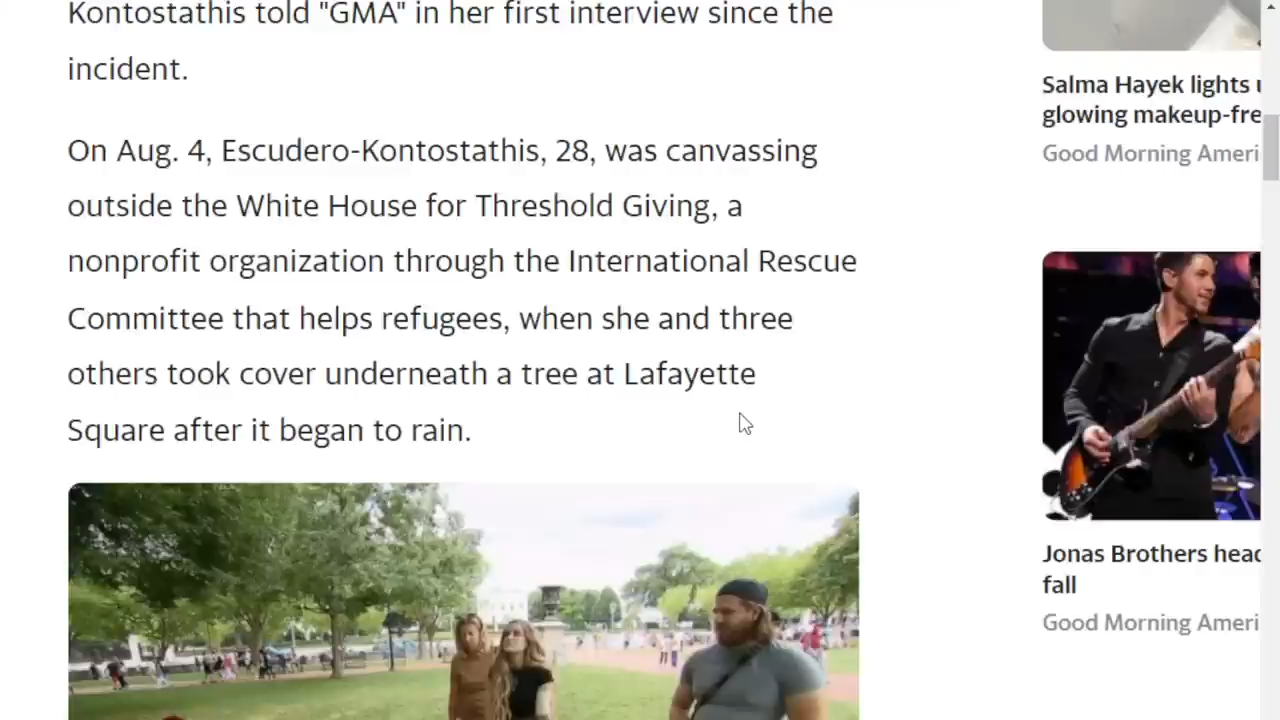 Kontostathis told "GMA" in her first interview since the
incident.
On Aug. 4, Escudero-Kontostathis, 28, was canvassing
outside the White House for Threshold Giving, a
nonprofit organization through the International Rescue
Committee that helps refugees, when she and three
others took cover underneath a tree at Lafayette
Square after it began to rain.
Salma Hayek lights
glowing makeup-fre
Good Morning Ameri
Jonas Brothers head
fall
Good Morning Ameri